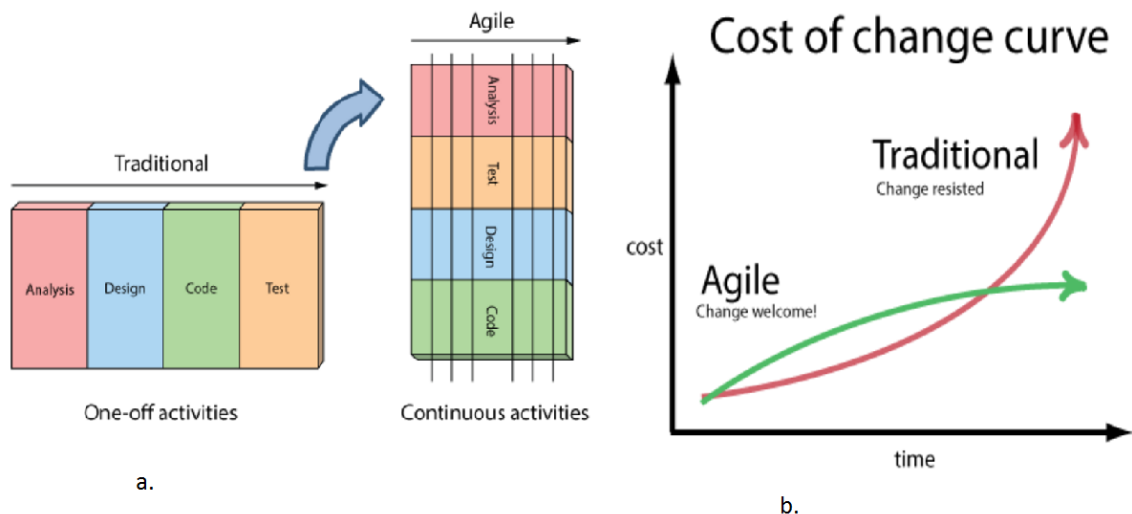 Traditional
Analysis
Design
Code
Test
One-off activities
Agile
Analysis
Test
Design
Code
Continuous activities
a.
Cost of change curve
Traditional
Change resisted
cost
Agile
Change welcome!
time
b.